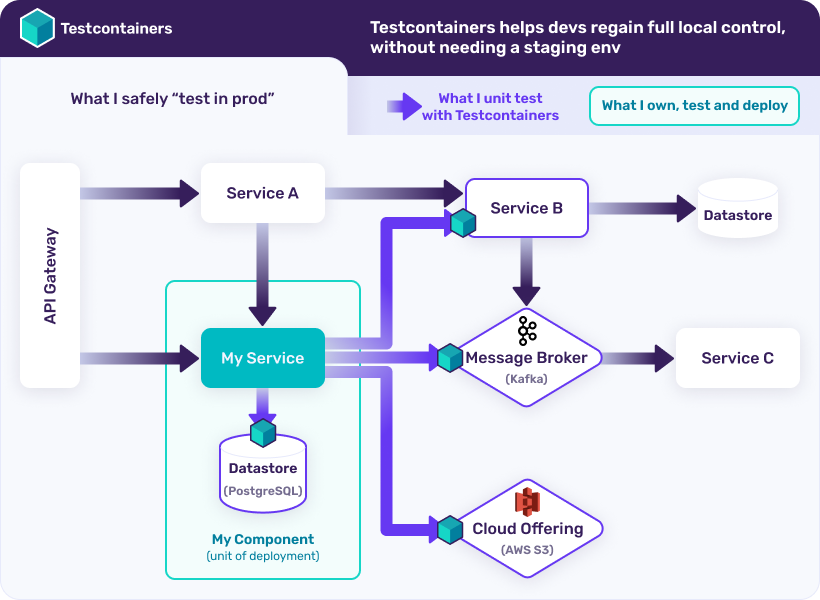 Testcontainers
Testcontainers helps devs regain full local control,
without needing a staging env
What I safely “test in prod”
What I unit test
with Testcontainers
What I own, test and deploy
API Gateway
Service A
Service B
Datastore
My Service
Message Broker
(Kafka)
Service C
Datastore
(PostgreSQL)
Cloud Offering
(AWS S3)
My Component
(unit of deployment)